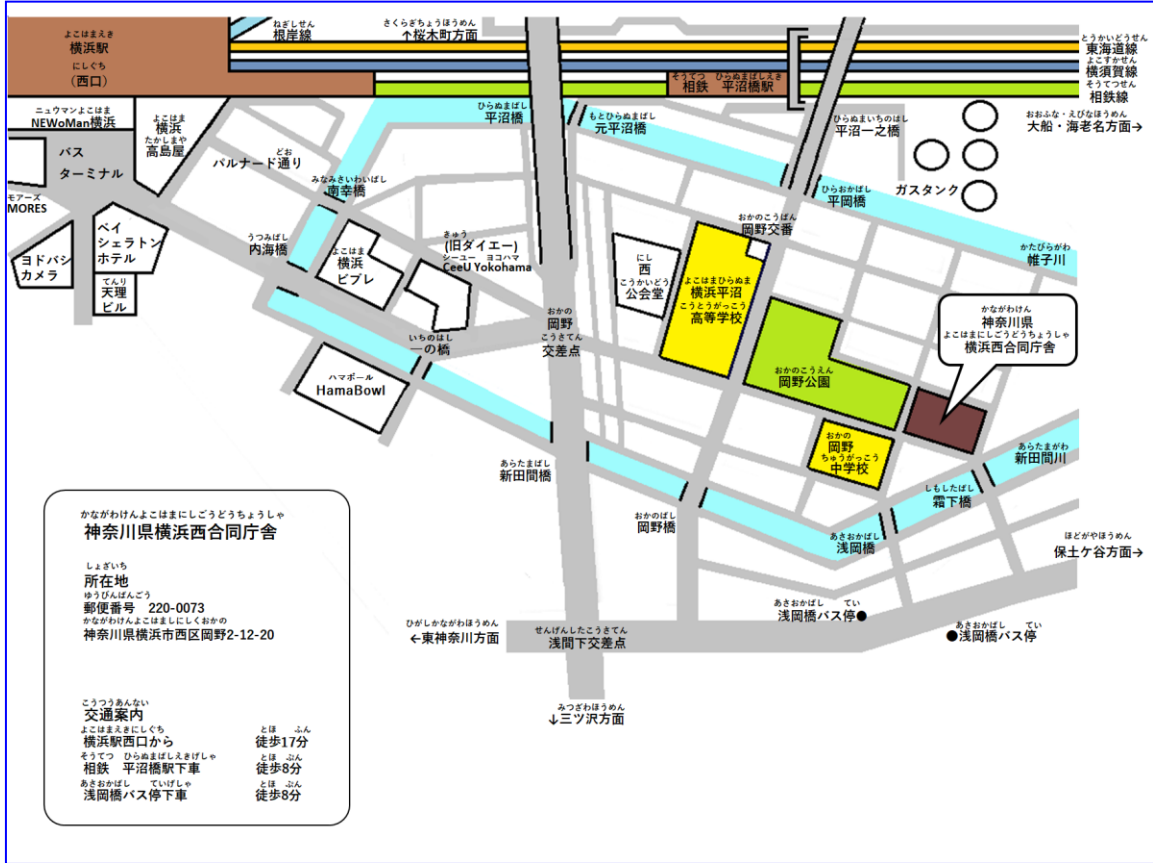 ねぎしせん
根岸線
さくらぎちょうほうめん
↑桜木町方面
よこはまえき
横浜駅
にしぐち
(西口)
とうかいどうせん
東海道線
よこすかせん
横須賀線
そうてつせん
相鉄線
そうてつ ひらぬまばしえき
相鉄 平沼橋駅
おおふな・えびなほうめん
大船・海老名方面→
ニュウマンよこはま
NEWoMan横浜
よこはま
横浜
たかしまや
高島屋
ひらぬまばし
平沼橋
もとひらぬまばし
元平沼橋
ひらぬまいちのはし
平沼一之橋
バス
ターミナル
どお
パルナード通り
ガスタンク
みなみさいわいばし
南幸橋
ひらおかばし
平岡橋
モアーズ
MORES
おかのこうばん
岡野交番
ベイ
シェラトン
ホテル
うつみばし
内海橋
きゅう
(旧ダイエー)
シーユー ヨコハマ
CeeU Yokohama
よこはま
横浜
ビブレ
にし
西
こうかいどう
公会堂
よこはまひらぬま
横浜平沼
こうとうがっこう
高等学校
かたびらがわ
帷子川
ヨドバシ
カメラ
てんり
天理
ビル
おかの
岡野
こうさてん
交差点
かながわけん
神奈川県
よこはまにしごうどうちょうしゃ
横浜西合同庁舎
いちのはし
一の橋
おかのこうえん
岡野公園
ハマボール
HamaBowl
おかの
岡野
ちゅうがっこう
中学校
あらたまがわ
新田間川
あらたまばし
新田間橋
しもしたばし
霜下橋
おかのばし
岡野橋
あさおかばし
浅岡橋
ほどがやほうめん
保土ケ谷方面→
あさおかばし てい
浅岡橋バス停●
あさおかばし てい
●浅岡橋バス停
ひがしかながわほうめん
←東神奈川方面
せんげんしたこうさてん
浅間下交差点
みつざわほうめん
↓三ツ沢方面
かながわけんよこはまにしごうどうちょうしゃ
神奈川県横浜西合同庁舎
しょざいち
所在地
ゆうびんばんごう
郵便番号 220-0073
かながわけんよこはましにしくおかの
神奈川県横浜市西区岡野2-12-20
こうつうあんない
交通案内
よこはまえきにしぐち とほ ふん
横浜駅西口から 徒歩17分
そうてつ ひらぬまばしえきげしゃ とほ ぷん
相鉄 平沼橋駅下車 徒歩8分
あさおかばし ていげしゃ とほ ぷん
浅岡橋バス停下車 徒歩8分